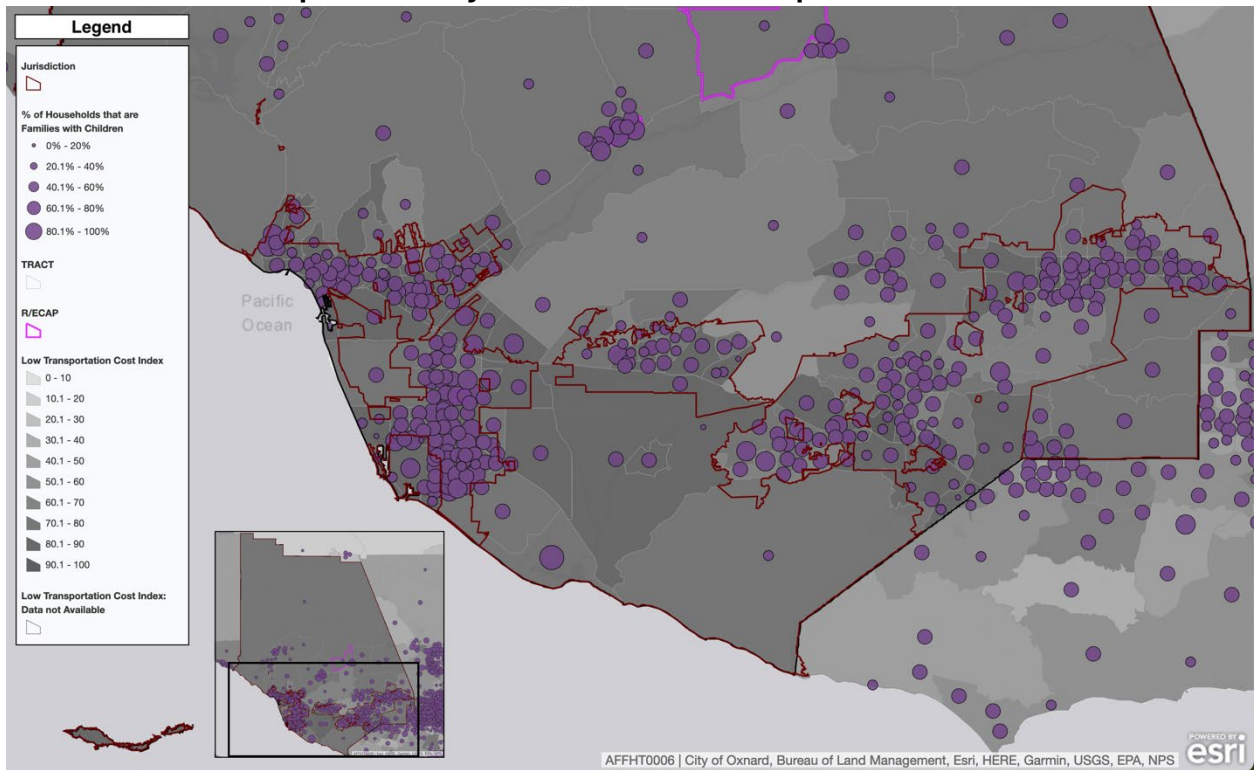 Legend
Jurisdiction
% of Households that are
Families with Children
0% - 20%
20.1% - 40%
40.1% - 60%
60.1% - 80%
80.1% - 100%
TRACT
R/ECAP
Low Transportation Cost Index
0 - 10
10.1 - 20
20.1 - 30
30.1 - 40
40.1 - 50
50.1 - 60
60.1 - 70
70.1 - 80
80.1 - 90
90.1 - 100
Low Transportation Cost Index:
Data not Available
Pacific
Ocean
AFFHT0006 | City of Oxnard, Bureau of Land Management, Esri, HERE, Garmin, USGS, EPA, NPS
POWERED BY
esri